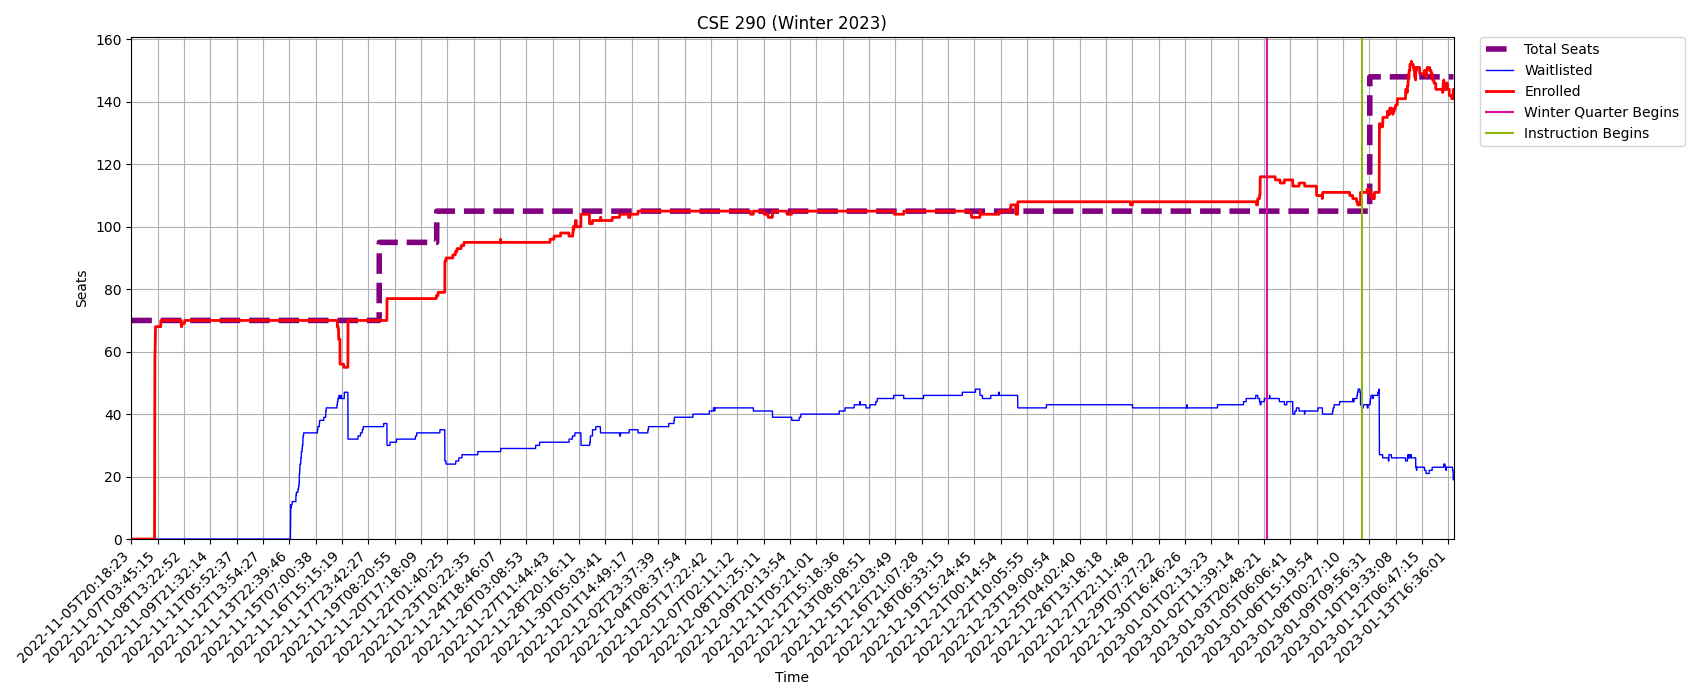 CSE 290 (Winter 2023)
160
140
120
100
80
60
40
20
0
Seats
Total Seats
Waitlisted
Enrolled
Winter Quarter Begins
Instruction Begins
2022-11-05T20:18:23
2022-11-07T03:45:15
2022-11-08T13:22:52
2022-11-09T21:32:14
2022-11-11T05:52:37
2022-11-12T13:54:27
2022-11-13T22:39:46
2022-11-15T07:00:38
2022-11-16T15:15:19
2022-11-17T23:42:27
2022-11-19T08:20:55
2022-11-20T17:18:09
2022-11-22T01:40:25
2022-11-23T10:22:35
2022-11-24T18:46:07
2022-11-26T03:08:53
2022-11-27T11:44:43
2022-11-28T20:16:11
2022-11-30T05:03:41
2022-12-01T14:49:17
2022-12-02T23:37:39
2022-12-04T08:37:54
2022-12-05T17:22:42
2022-12-07T02:11:12
2022-12-08T11:25:11
2022-12-09T20:13:54
2022-12-11T05:21:01
2022-12-12T15:18:36
2022-12-13T08:08:51
2022-12-15T12:03:49
2022-12-16T21:07:28
2022-12-18T06:33:15
2022-12-19T15:24:45
2022-12-21T00:14:54
2022-12-22T10:05:55
2022-12-23T19:00:54
2022-12-25T04:02:40
2022-12-26T13:18:18
2022-12-27T22:11:48
2022-12-29T07:27:22
2022-12-30T16:46:26
2023-01-01T02:13:23
2023-01-02T11:39:14
2023-01-03T20:48:21
2023-01-05T06:06:41
2023-01-06T15:19:54
2023-01-08T00:27:10
2023-01-09T09:56:31
2023-01-10T19:33:08
2023-01-12T06:47:15
2023-01-13T16:36:01
Time